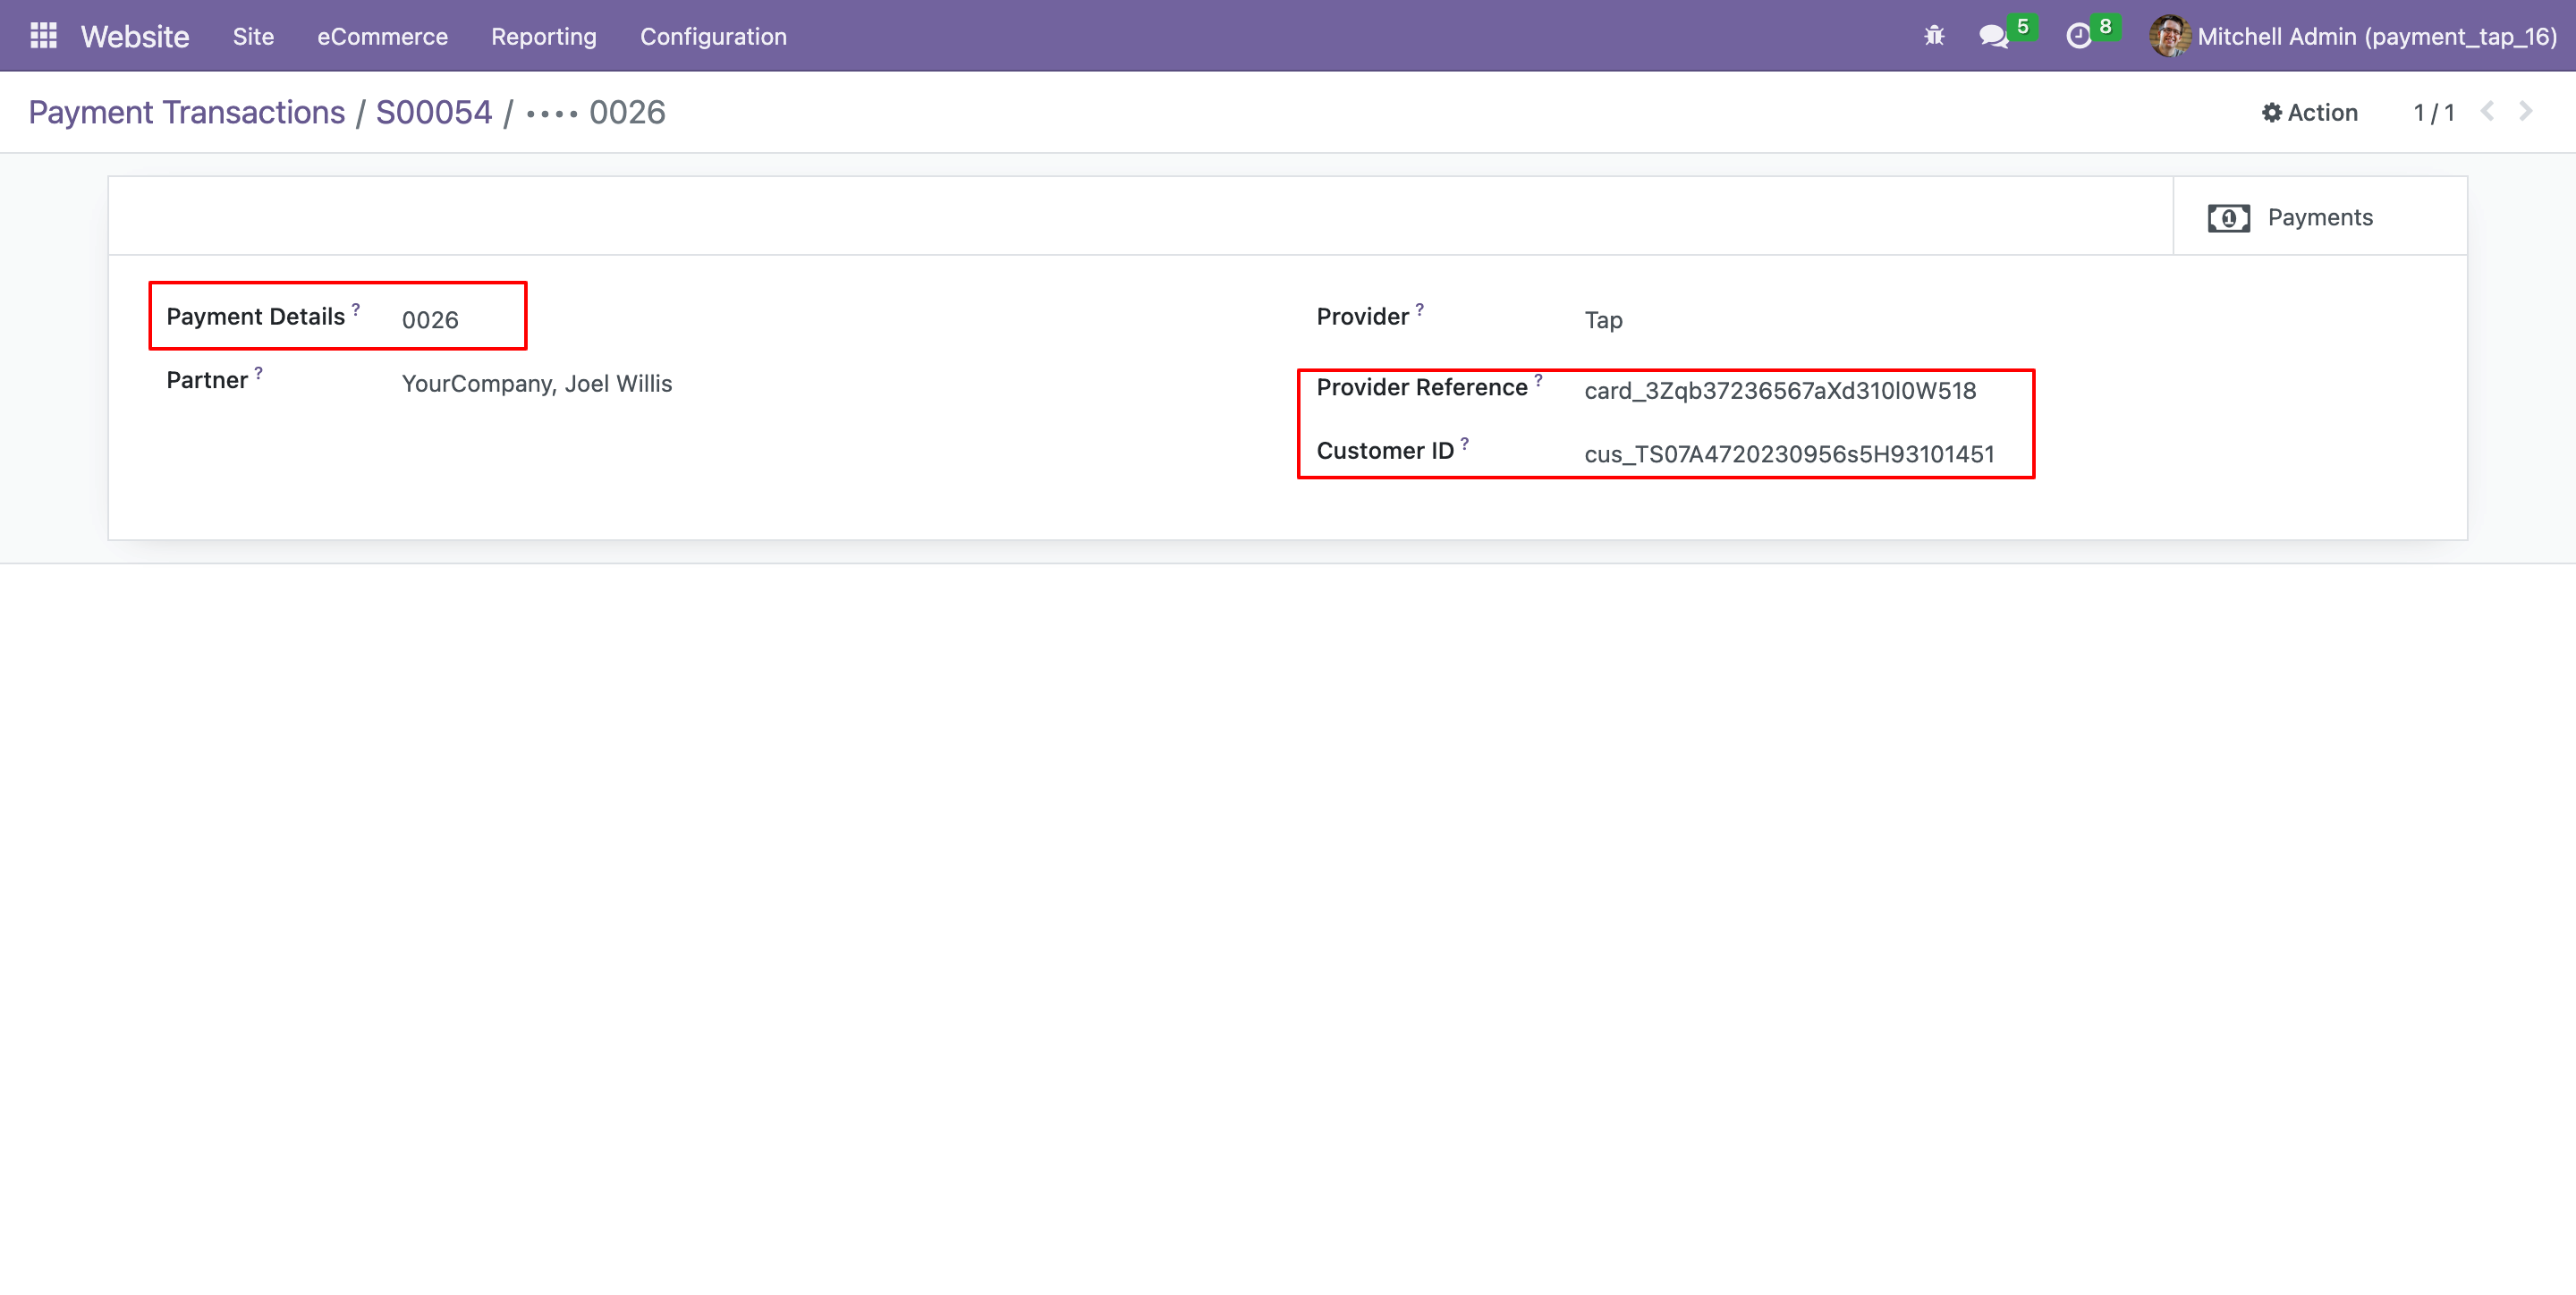 Website Site eCommerce Reporting Configuration 5 8 Mitchell Admin (payment_tap_16)
Payment Transactions / S00054 / •••• 0026 Action 1 / 1
Payments
Payment Details ? 0026 Provider ? Tap
Partner ? YourCompany, Joel Willis Provider Reference ? card_3Zqb37236567aXd310l0W518
Customer ID ? cus_TS07A4720230956s5H93101451